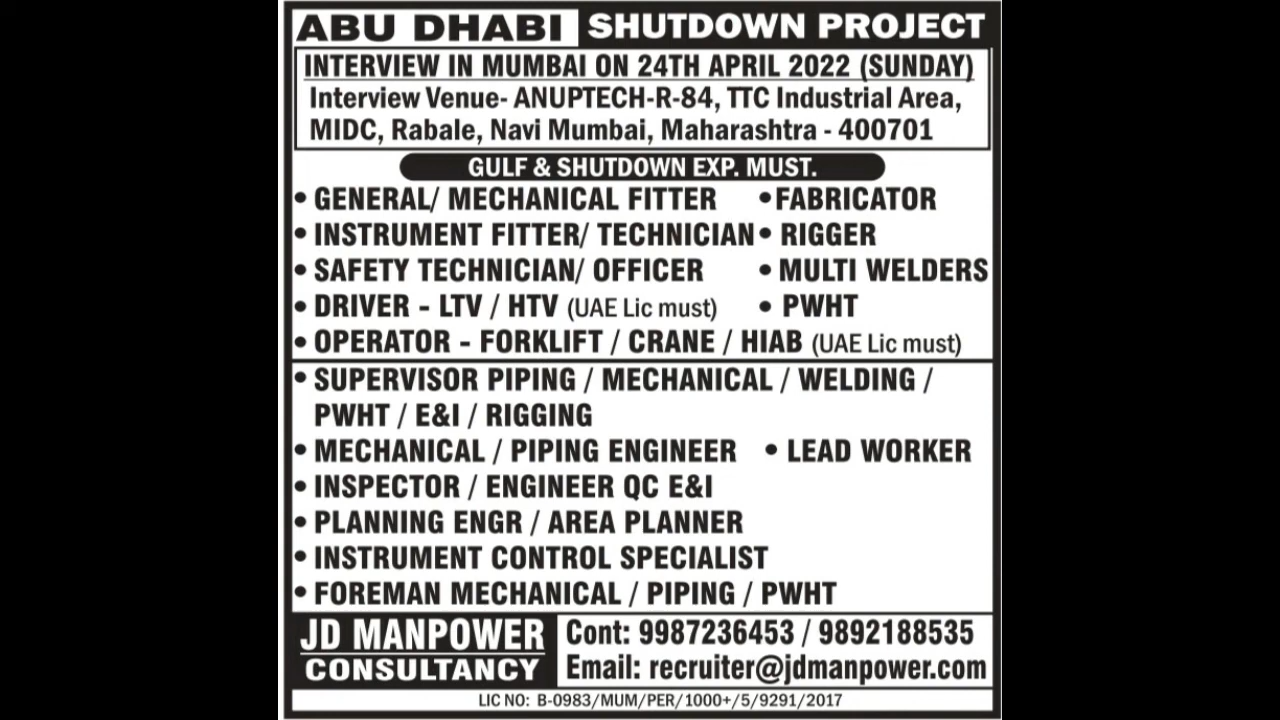 ABU DHABI SHUTDOWN PROJECT
INTERVIEW IN MUMBAI ON 24TH APRIL 2022 (SUNDAY)
Interview Venue- ANUPTECH-R-84, TTC Industrial Area,
MIDC, Rabale, Navi Mumbai, Maharashtra - 400701
GULF & SHUTDOWN EXP. MUST.
• GENERAL/ MECHANICAL FITTER • FABRICATOR
• INSTRUMENT FITTER/ TECHNICIAN • RIGGER
• SAFETY TECHNICIAN/ OFFICER • MULTI WELDERS
• DRIVER - LTV / HTV (UAE Lic must) • PWHT
• OPERATOR - FORKLIFT / CRANE / HIAB (UAE Lic must)
• SUPERVISOR PIPING / MECHANICAL / WELDING /
PWHT / E&I / RIGGING
• MECHANICAL / PIPING ENGINEER • LEAD WORKER
• INSPECTOR / ENGINEER QC E&I
• PLANNING ENGR / AREA PLANNER
• INSTRUMENT CONTROL SPECIALIST
• FOREMAN MECHANICAL / PIPING / PWHT
JD MANPOWER
CONSULTANCY
Cont: 9987236453 / 9892188535
Email: recruiter@jdmanpower.com
LIC NO: B-0983/MUM/PER/1000+/5/9291/2017